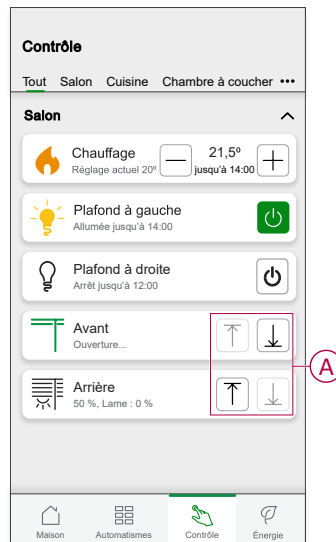 Contrôle
Tout Salon Cuisine Chambre à coucher •••
Salon
Chauffage
Réglage actuel 20°
21,5°
jusqu'à 14:00
Plafond à gauche
Allumée jusqu'à 14:00
Plafond à droite
Arrêt jusqu'à 12:00
Avant
Ouverture...
A
Arrière
50 %, Lame : 0 %
Maison Automatismes Contrôle Énergie